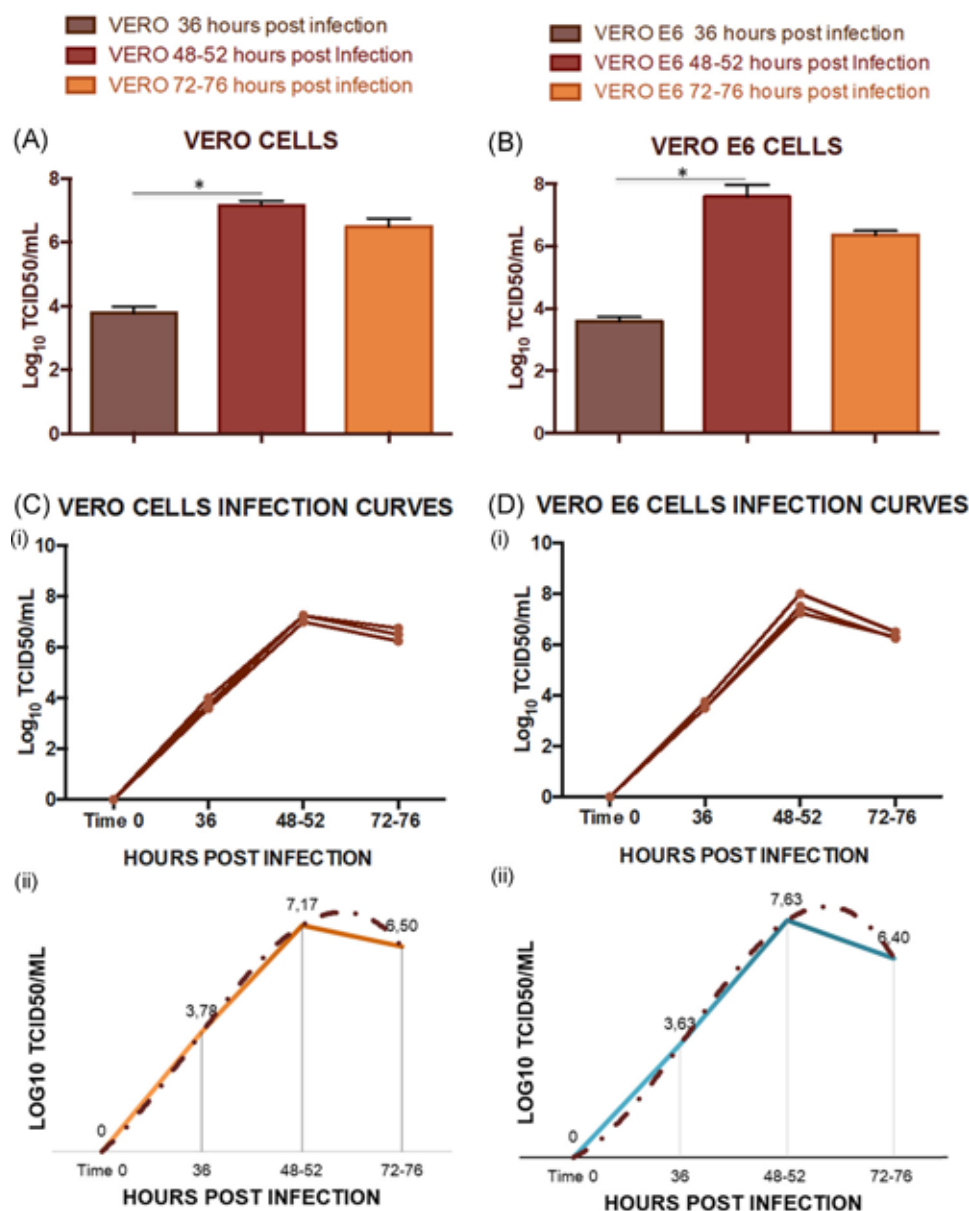 VERO 36 hours post infection
VERO 48-52 hours post Infection
VERO 72-76 hours post infection
VERO E6 36 hours post infection
VERO E6 48-52 hours post Infection
VERO E6 72-76 hours post infection
(A)
VERO CELLS
Log10 TCID50/mL
8
6
4
2
0
*
(B)
VERO E6 CELLS
Log10 TCID50/mL
8
6
4
2
0
*
(C) VERO CELLS INFECTION CURVES
(i)
Log10 TCID50/mL
10
8
6
4
2
0
Time 0 36 48-52 72-76
HOURS POST INFECTION
(D) VERO E6 CELLS INFECTION CURVES
(i)
Log10 TCID50/mL
10
8
6
4
2
0
Time 0 36 48-52 72-76
HOURS POST INFECTION
(ii)
LOG10 TCID50/ML
0
3,78
7,17
6,50
Time 0 36 48-52 72-76
HOURS POST INFECTION
(ii)
LOG10 TCID50/ML
0
3,63
7,63
6,40
Time 0 36 48-52 72-76
HOURS POST INFECTION